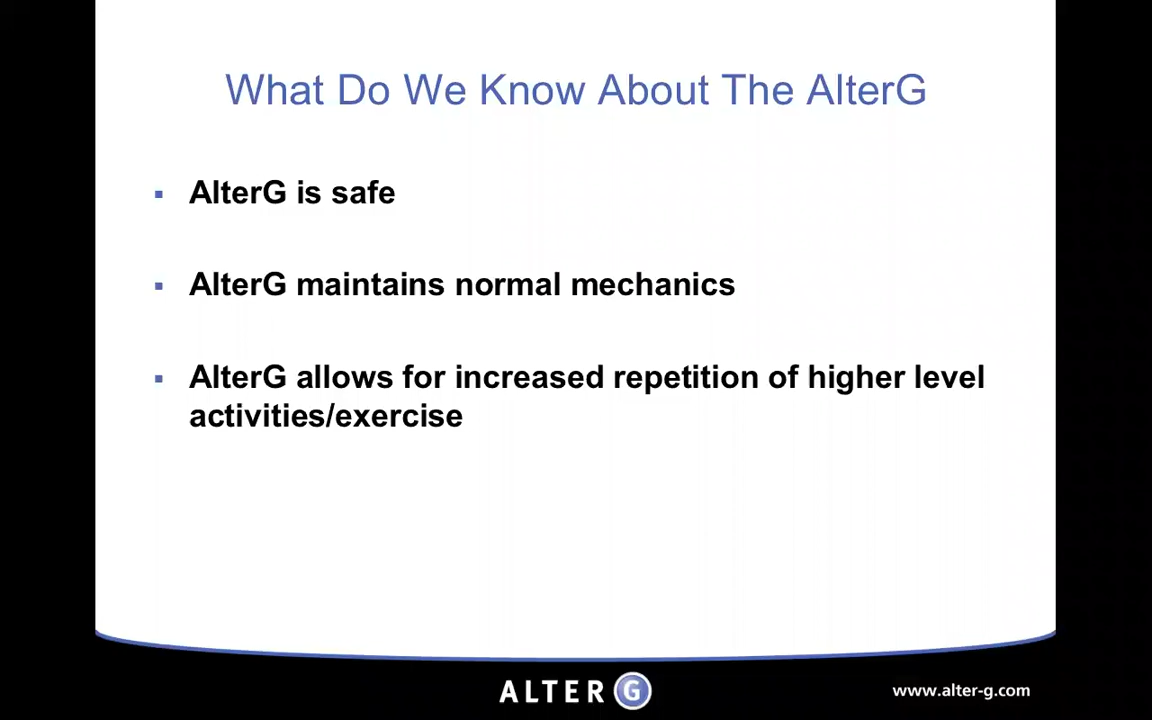 What Do We Know About The AlterG
▪ AlterG is safe
▪ AlterG maintains normal mechanics
▪ AlterG allows for increased repetition of higher level
activities/exercise
ALTER G
www.alter-g.com